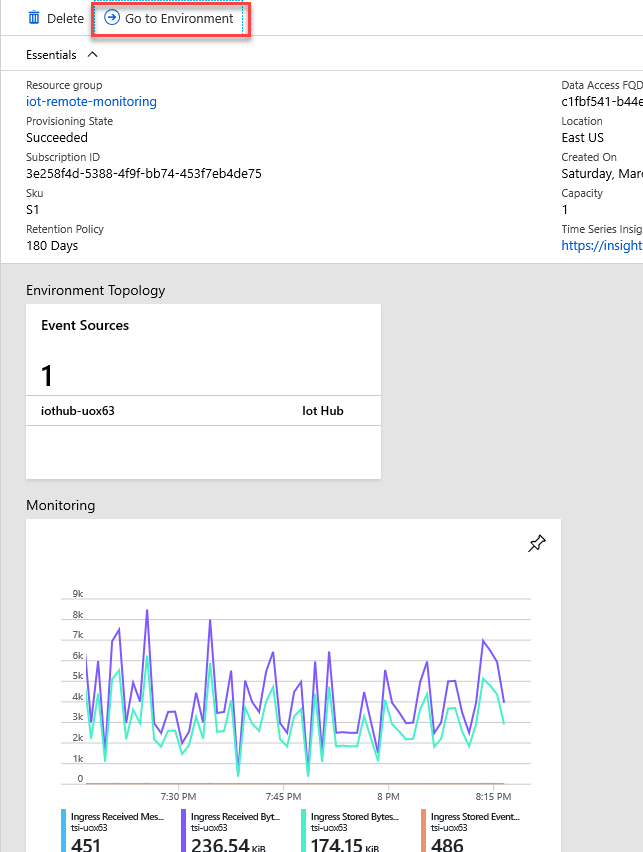 Delete Go to Environment
Essentials
Resource group
iot-remote-monitoring
Provisioning State
Succeeded
Subscription ID
3e258f4d-5388-4f9f-bb74-453f7eb4de75
Sku
S1
Retention Policy
180 Days
Data Access FQD
c1fbf541-b44e
Location
East US
Created On
Saturday, Marc
Capacity
1
Time Series Insig
https://insight
Environment Topology
Event Sources
1
iothub-uox63 Iot Hub
Monitoring
9k
8k
7k
6k
5k
4k
3k
2k
1k
0
7:30 PM 7:45 PM 8 PM 8:15 PM
Ingress Received Mes...
tsi-uox63
451
Ingress Received Byt...
tsi-uox63
236.54 KiB
Ingress Stored Bytes...
tsi-uox63
174.15 KiB
Ingress Stored Event...
tsi-uox63
486